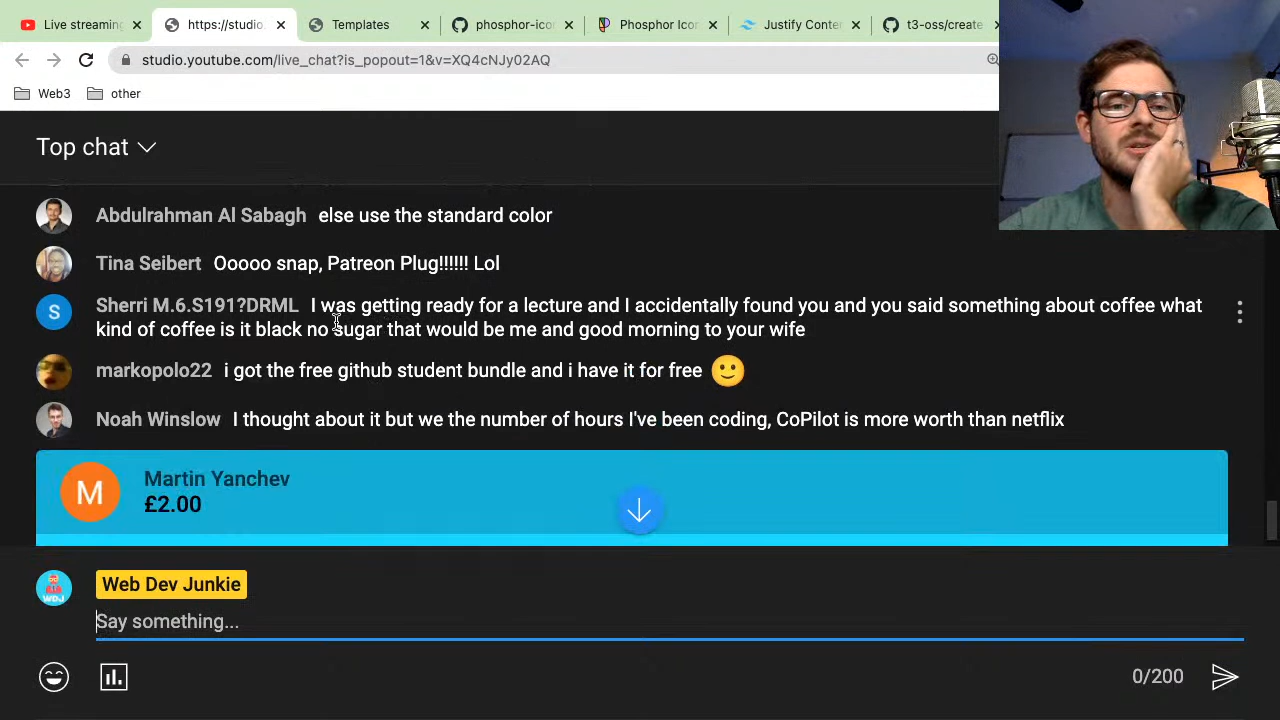 Live streaming
https://studio.
Templates
phosphor-ico
Phosphor Ico
Justify Conte
t3-oss/create
studio.youtube.com/live_chat?is_popout=1&v=XQ4cNJy02AQ
Web3
other
Top chat
Abdulrahman Al Sabagh else use the standard color
Tina Seibert Ooooo snap, Patreon Plug!!!!!! Lol
Sherri M.6.S191?DRML I was getting ready for a lecture and I accidentally found you and you said something about coffee what
kind of coffee is it black no sugar that would be me and good morning to your wife
markopolo22 i got the free github student bundle and i have it for free
Noah Winslow I thought about it but we the number of hours I've been coding, CoPilot is more worth than netflix
Martin Yanchev
£2.00
Web Dev Junkie
Say something...
0/200